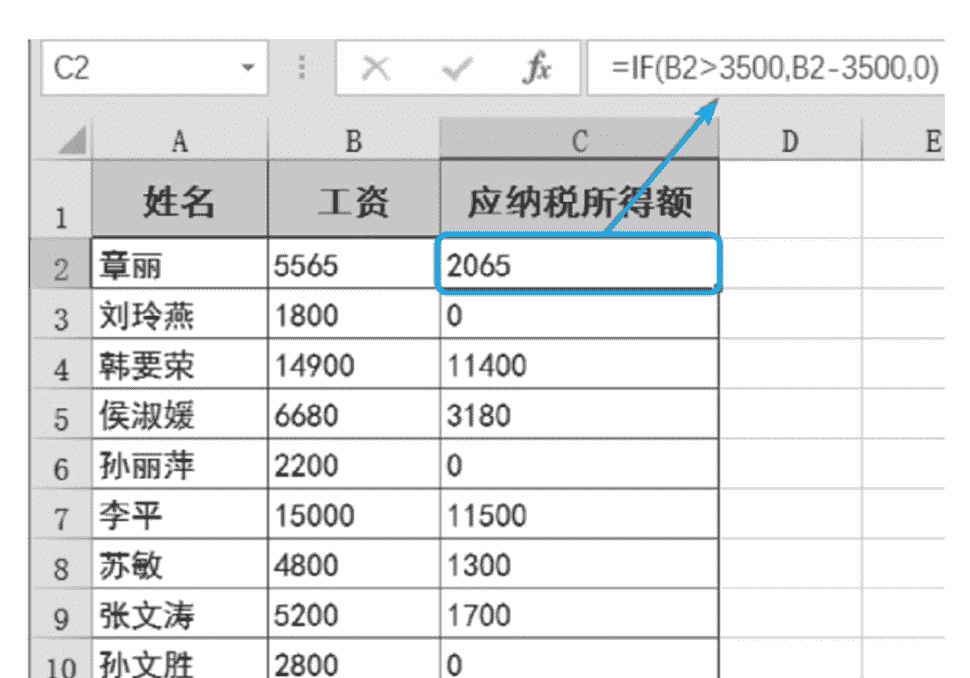 C2 fx =IF(B2>3500,B2-3500,0)
A B C D E
1 姓名 工资 应纳税所得额
2 章丽 5565 2065
3 刘玲燕 1800 0
4 韩要荣 14900 11400
5 侯淑媛 6680 3180
6 孙丽萍 2200 0
7 李平 15000 11500
8 苏敏 4800 1300
9 张文涛 5200 1700
10 孙文胜 2800 0